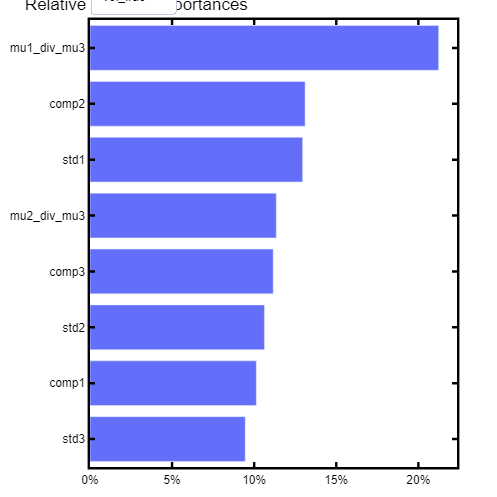 Relative portances
mu1_div_mu3
comp2
std1
mu2_div_mu3
comp3
std2
comp1
std3
0% 5% 10% 15% 20%